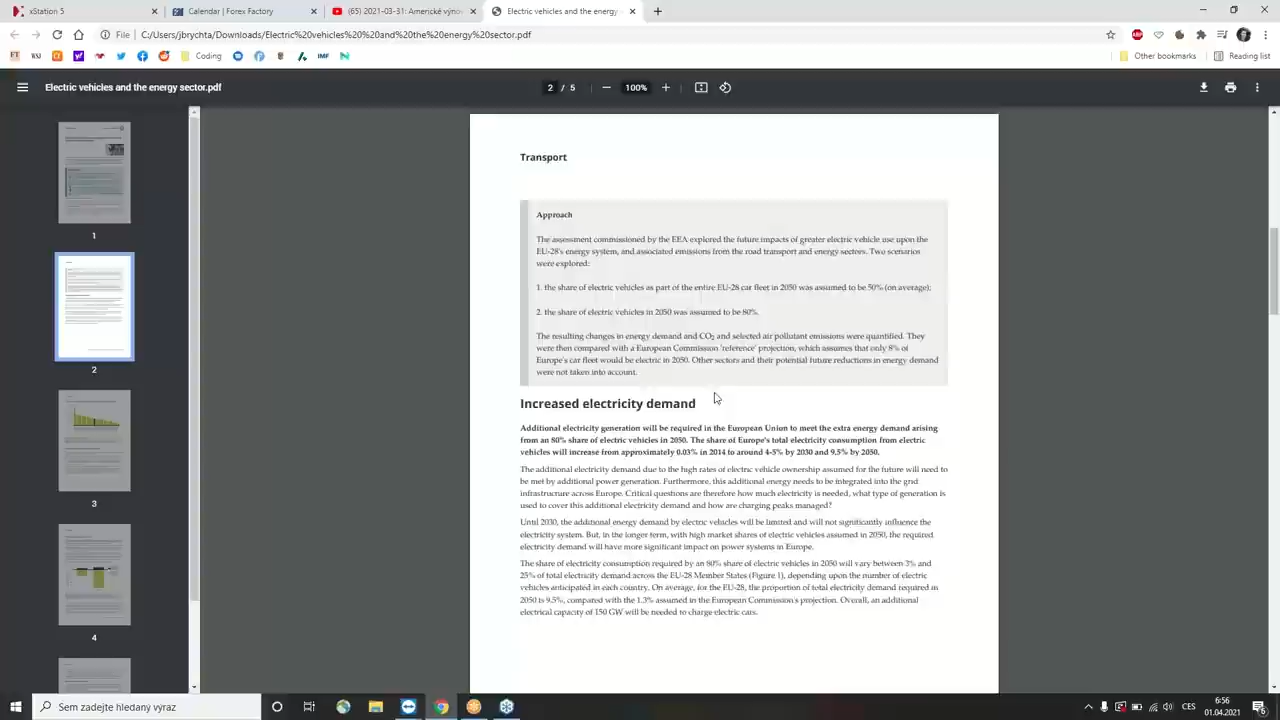 xStation 5
Calendar | Forex Factory
(65) 2021-03-31: Americké výno
Electric vehicles and the energy
File
C:/Users/jbrychta/Downloads/Electric%20vehicles%20%20and%20the%20energy%20sector.pdf
FT
WSJ
Coding
IMF
Other bookmarks
Reading list
Electric vehicles and the energy sector.pdf
2 / 5
100%
1
2
3
4
Transport
Approach
The assessment commissioned by the EEA explored the future impacts of greater electric vehicle use upon the
EU-28's energy system, and associated emissions from the road transport and energy sectors. Two scenarios
were explored:
1. the share of electric vehicles as part of the entire EU-28 car fleet in 2050 was assumed to be 50% (on average);
2. the share of electric vehicles in 2050 was assumed to be 80%.
The resulting changes in energy demand and CO₂ and selected air pollutant emissions were quantified. They
were then compared with a European Commission 'reference' projection, which assumes that only 8% of
Europe's car fleet would be electric in 2050. Other sectors and their potential future reductions in energy demand
were not taken into account.
Increased electricity demand
Additional electricity generation will be required in the European Union to meet the extra energy demand arising
from an 80% share of electric vehicles in 2050. The share of Europe's total electricity consumption from electric
vehicles will increase from approximately 0.03% in 2014 to around 4-5% by 2030 and 9.5% by 2050.
The additional electricity demand due to the high rates of electric vehicle ownership assumed for the future will need to
be met by additional power generation. Furthermore, this additional energy needs to be integrated into the grid
infrastructure across Europe. Critical questions are therefore how much electricity is needed, what type of generation is
used to cover this additional electricity demand and how are charging peaks managed?
Until 2030, the additional energy demand by electric vehicles will be limited and will not significantly influence the
electricity system. But, in the longer term, with high market shares of electric vehicles assumed in 2050, the required
electricity demand will have more significant impact on power systems in Europe.
The share of electricity consumption required by an 80% share of electric vehicles in 2050 will vary between 3% and
25% of total electricity demand across the EU-28 Member States (Figure 1), depending upon the number of electric
vehicles anticipated in each country. On average, for the EU-28, the proportion of total electricity demand required in
2050 is 9.5%, compared with the 1.3% assumed in the European Commission's projection. Overall, an additional
electrical capacity of 150 GW will be needed to charge electric cars.
Sem zadejte hledaný výraz
CES
6:56
01.04.2021